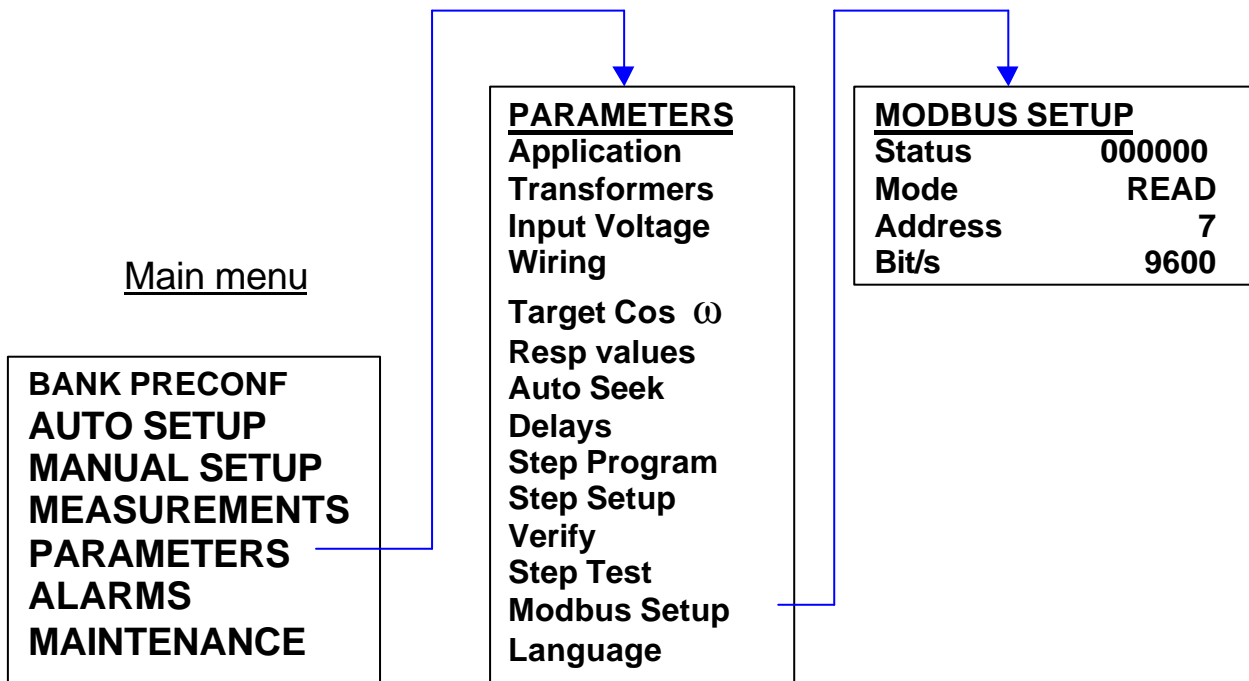 Main menu
BANK PRECONF
AUTO SETUP
MANUAL SETUP
MEASUREMENTS
PARAMETERS
ALARMS
MAINTENANCE
PARAMETERS
Application
Transformers
Input Voltage
Wiring
Target Cos ω
Resp values
Auto Seek
Delays
Step Program
Step Setup
Verify
Step Test
Modbus Setup
Language
MODBUS SETUP
Status 000000
Mode READ
Address 7
Bit/s 9600